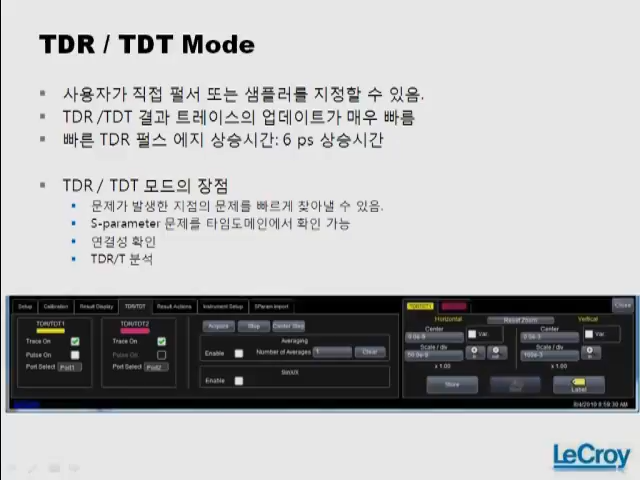 TDR / TDT Mode
사용자가 직접 펄서 또는 샘플러를 지정할 수 있음.
TDR /TDT 결과 트레이스의 업데이트가 매우 빠름
빠른 TDR 펄스 에지 상승시간: 6 ps 상승시간
TDR / TDT 모드의 장점
문제가 발생한 지점의 문제를 빠르게 찾아낼 수 있음.
S-parameter 문제를 타임도메인에서 확인 가능
연결성 확인
TDR/T 분석
Setup Calibration Result Display TDR/TDT Result Actions Instrument Setup SParam Import Close
TDR/TDT1 TDR/TDT2
Trace On Trace On
Pulse On Pulse On
Port Select Port1 Port Select Port2
Acquire Stop
Averaging
Enable Number of Averages 1 Clear
Enable
Horizontal Reset Zoom Vertical
Center Var. Center Var.
Scale / div Scale / div
x 1.00 x 1.00
Store Label
LeCroy